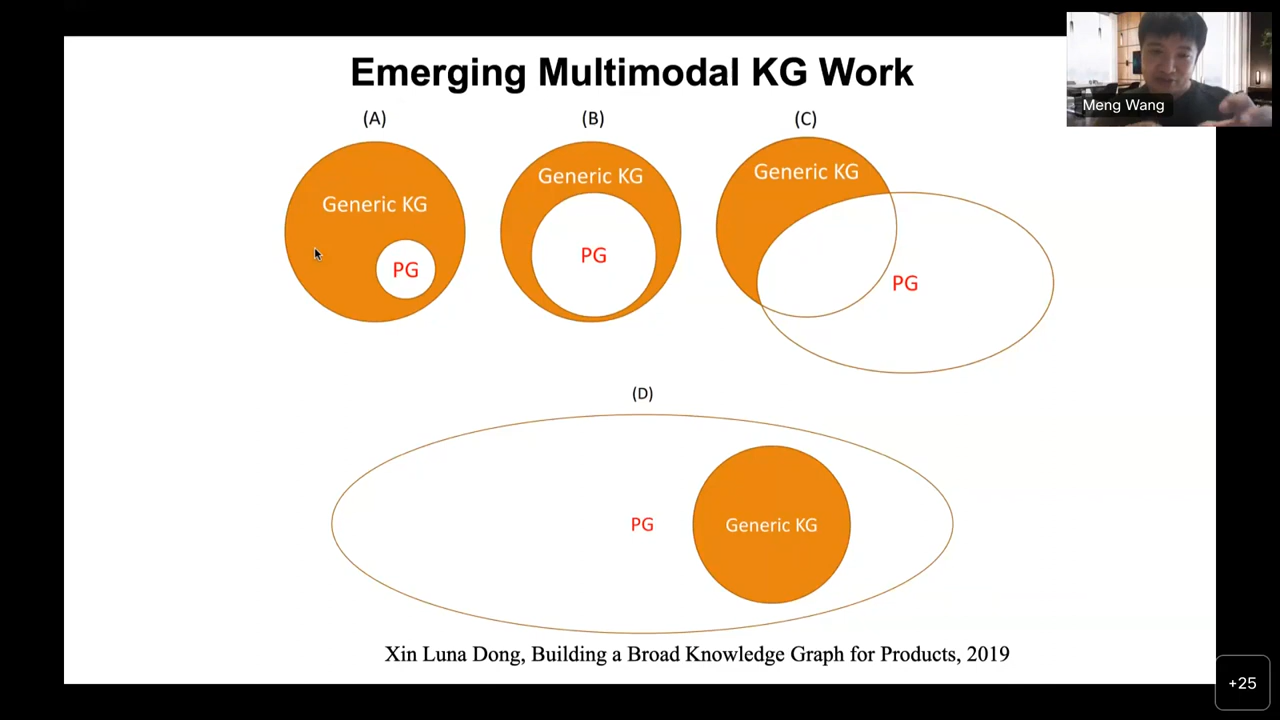 Emerging Multimodal KG Work
Meng Wang
(A)
(B)
(C)
Generic KG
PG
Generic KG
PG
Generic KG
PG
(D)
PG
Generic KG
Xin Luna Dong, Building a Broad Knowledge Graph for Products, 2019
+25